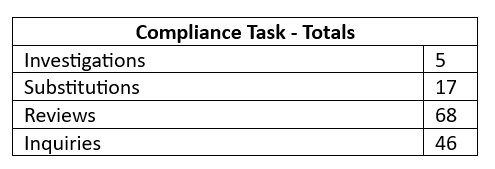 Compliance Task - Totals
Investigations 5
Substitutions 17
Reviews 68
Inquiries 46